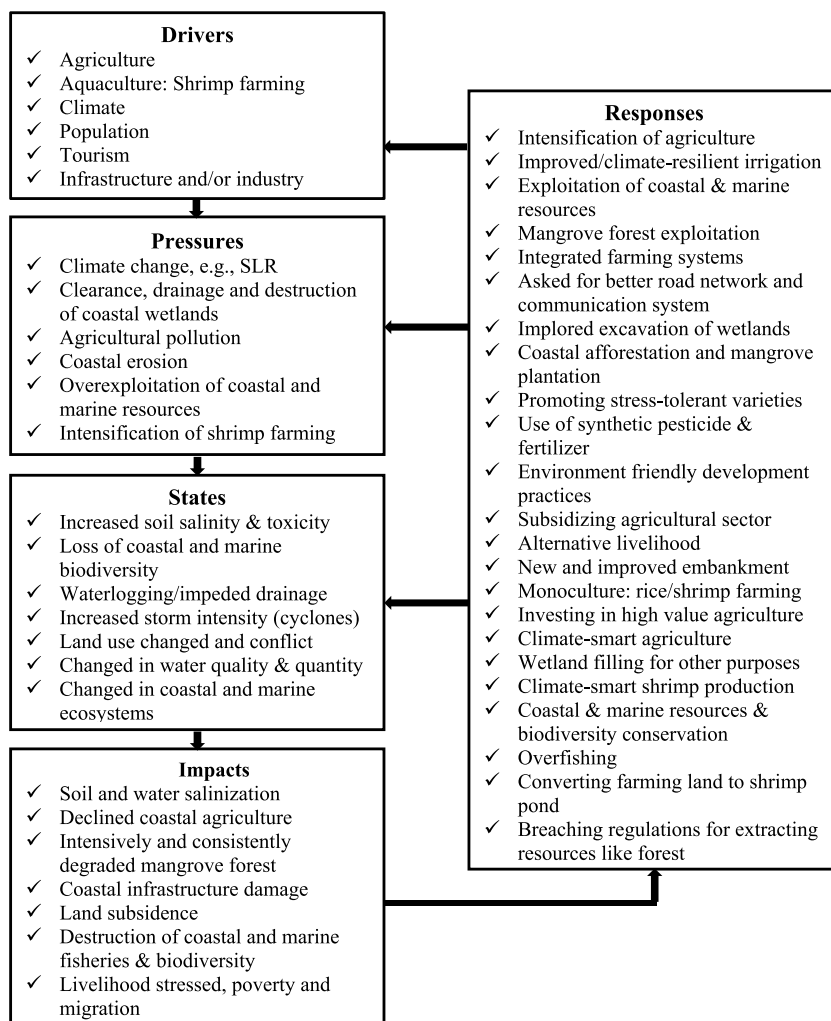 Drivers
✓ Agriculture
✓ Aquaculture: Shrimp farming
✓ Climate
✓ Population
✓ Tourism
✓ Infrastructure and/or industry
Pressures
✓ Climate change, e.g., SLR
✓ Clearance, drainage and destruction of
coastal wetlands
✓ Agricultural pollution
✓ Coastal erosion
✓ Overexploitation of coastal and
marine resources
✓ Intensification of shrimp farming
States
✓ Increased soil salinity & toxicity
✓ Loss of coastal and marine
biodiversity
✓ Waterlogging/impeded drainage
✓ Increased storm intensity (cyclones)
✓ Land use changed and conflict
✓ Changed in water quality & quantity
✓ Changed in coastal and marine
ecosystems
Impacts
✓ Soil and water salinization
✓ Declined coastal agriculture
✓ Intensively and consistently
degraded mangrove forest
✓ Coastal infrastructure damage
✓ Land subsidence
✓ Destruction of coastal and marine
fisheries & biodiversity
✓ Livelihood stressed, poverty and
migration
Responses
✓ Intensification of agriculture
✓ Improved/climate-resilient irrigation
✓ Exploitation of coastal & marine
resources
✓ Mangrove forest exploitation
✓ Integrated farming systems
✓ Asked for better road network and
communication system
✓ Implored excavation of wetlands
✓ Coastal afforestation and mangrove
plantation
✓ Promoting stress-tolerant varieties
✓ Use of synthetic pesticide &
fertilizer
✓ Environment friendly development
practices
✓ Subsidizing agricultural sector
✓ Alternative livelihood
✓ New and improved embankment
✓ Monoculture: rice/shrimp farming
✓ Investing in high value agriculture
✓ Climate-smart agriculture
✓ Wetland filling for other purposes
✓ Climate-smart shrimp production
✓ Coastal & marine resources &
biodiversity conservation
✓ Overfishing
✓ Converting farming land to shrimp
pond
✓ Breaching regulations for extracting
resources like forest